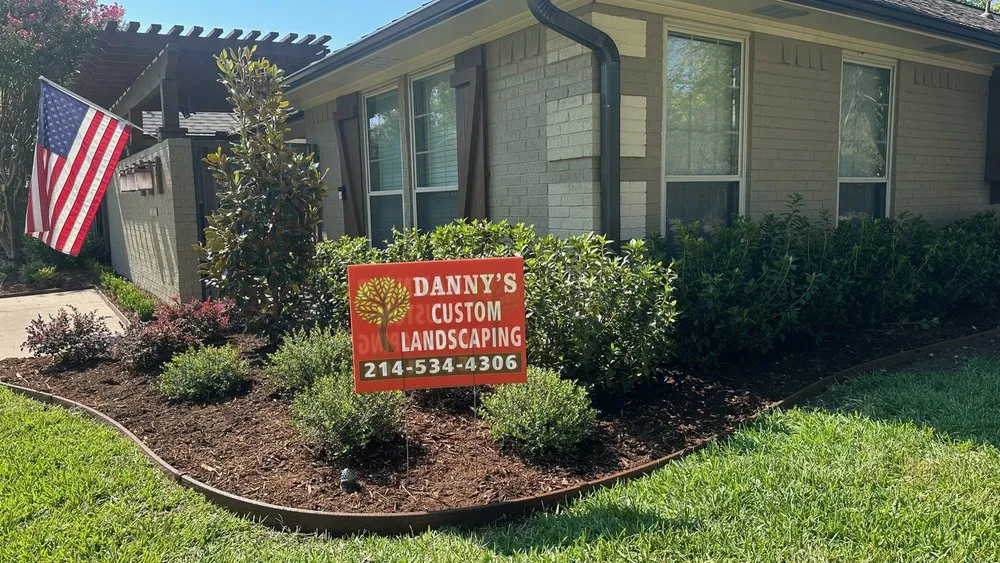 DANNY'S
CUSTOM
LANDSCAPING
214-534-4306